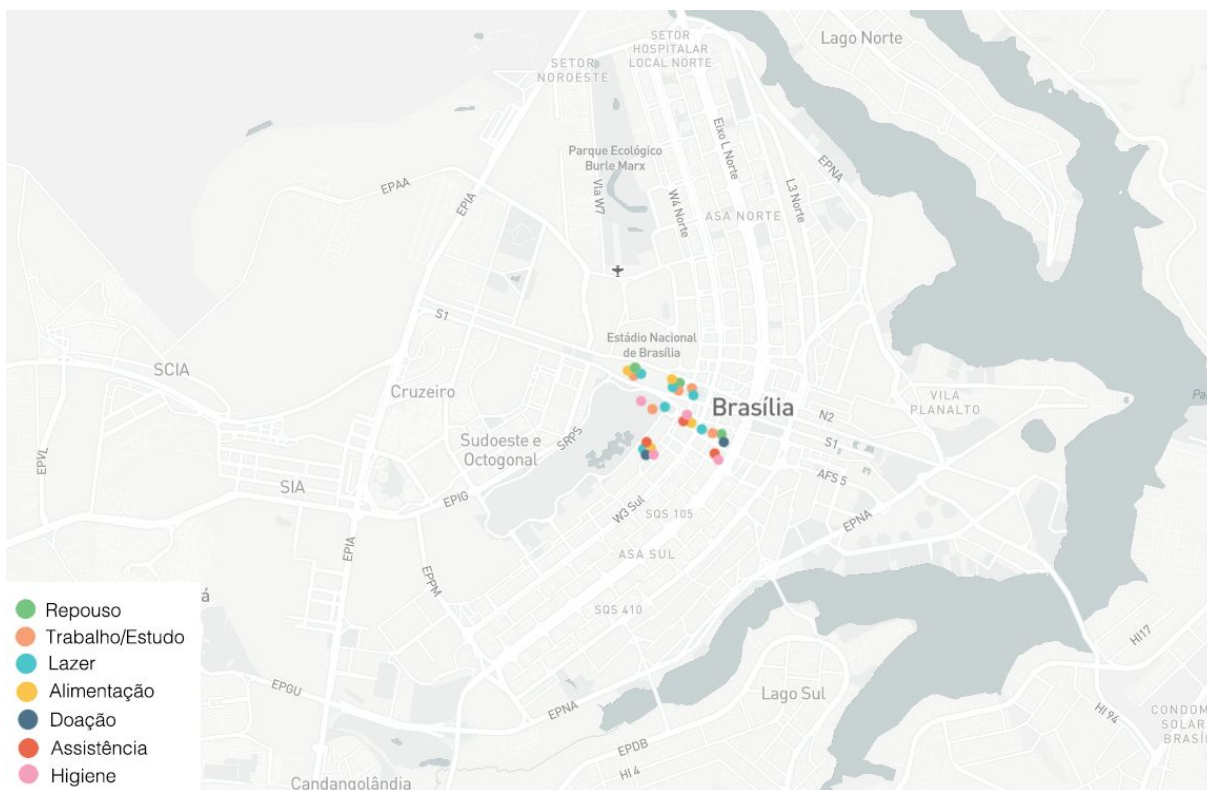 Lago Norte
SETOR
HOSPITALAR
LOCAL NORTE
SETOR
NOROESTE
Eixo L Norte
EPNA
Parque Ecológico
Burle Marx
EPAA
EPIA
Via W7
W4 Norte
L3 Norte
ASA NORTE
S1
Estádio Nacional
de Brasília
SCIA
Cruzeiro
Brasília
VILA
PLANALTO
N2
S1
Sudoeste e
Octogonal
SRPS
EPVL
SIA
EPIG
AFS 5
W3 Sul
SQS 105
EPNA
EPIA
ASA SUL
EPPM
SQS 410
á
Repouso
Trabalho/Estudo
Lazer
Alimentação
Doação
Assistência
Higiene
EPGU
EPNA
Lago Sul
HI17
HI 94
CONDOM
SOLAR
BRASÍL
EPDB
HI 4
Candangolândia